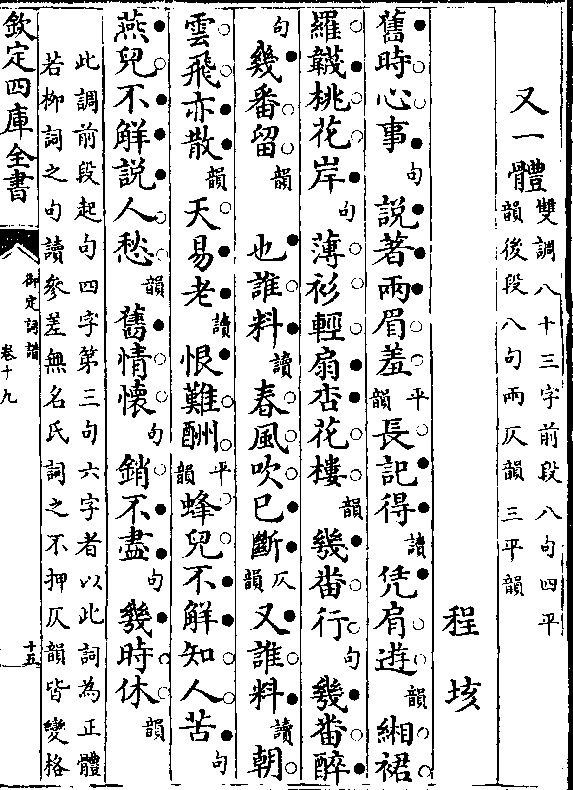 又一體雙調八十三字前段八句四平
韻後段八句兩仄韻三平韻
程垓
舊時心事句說著兩眉羞平韻長記得讀凭肩遊韻緗裙
羅韈桃花岸句薄衫輕扇杏花樓韻幾畨行句幾畨醉
句幾番留韻也誰料讀春風吹已斷仄韻又誰料讀朝
雲飛亦散韻天易老讀恨難酬平韻蜂兒不解知人苦句
燕兒不解說人愁韻舊情懷句銷不盡句幾時休韻
此調前段起句四字第三句六字者以此詞為正體
若柳詞之句讀參差無名氏詞之不押仄韻皆變格
欽定四庫全書
御定詞譜
卷十九
十五